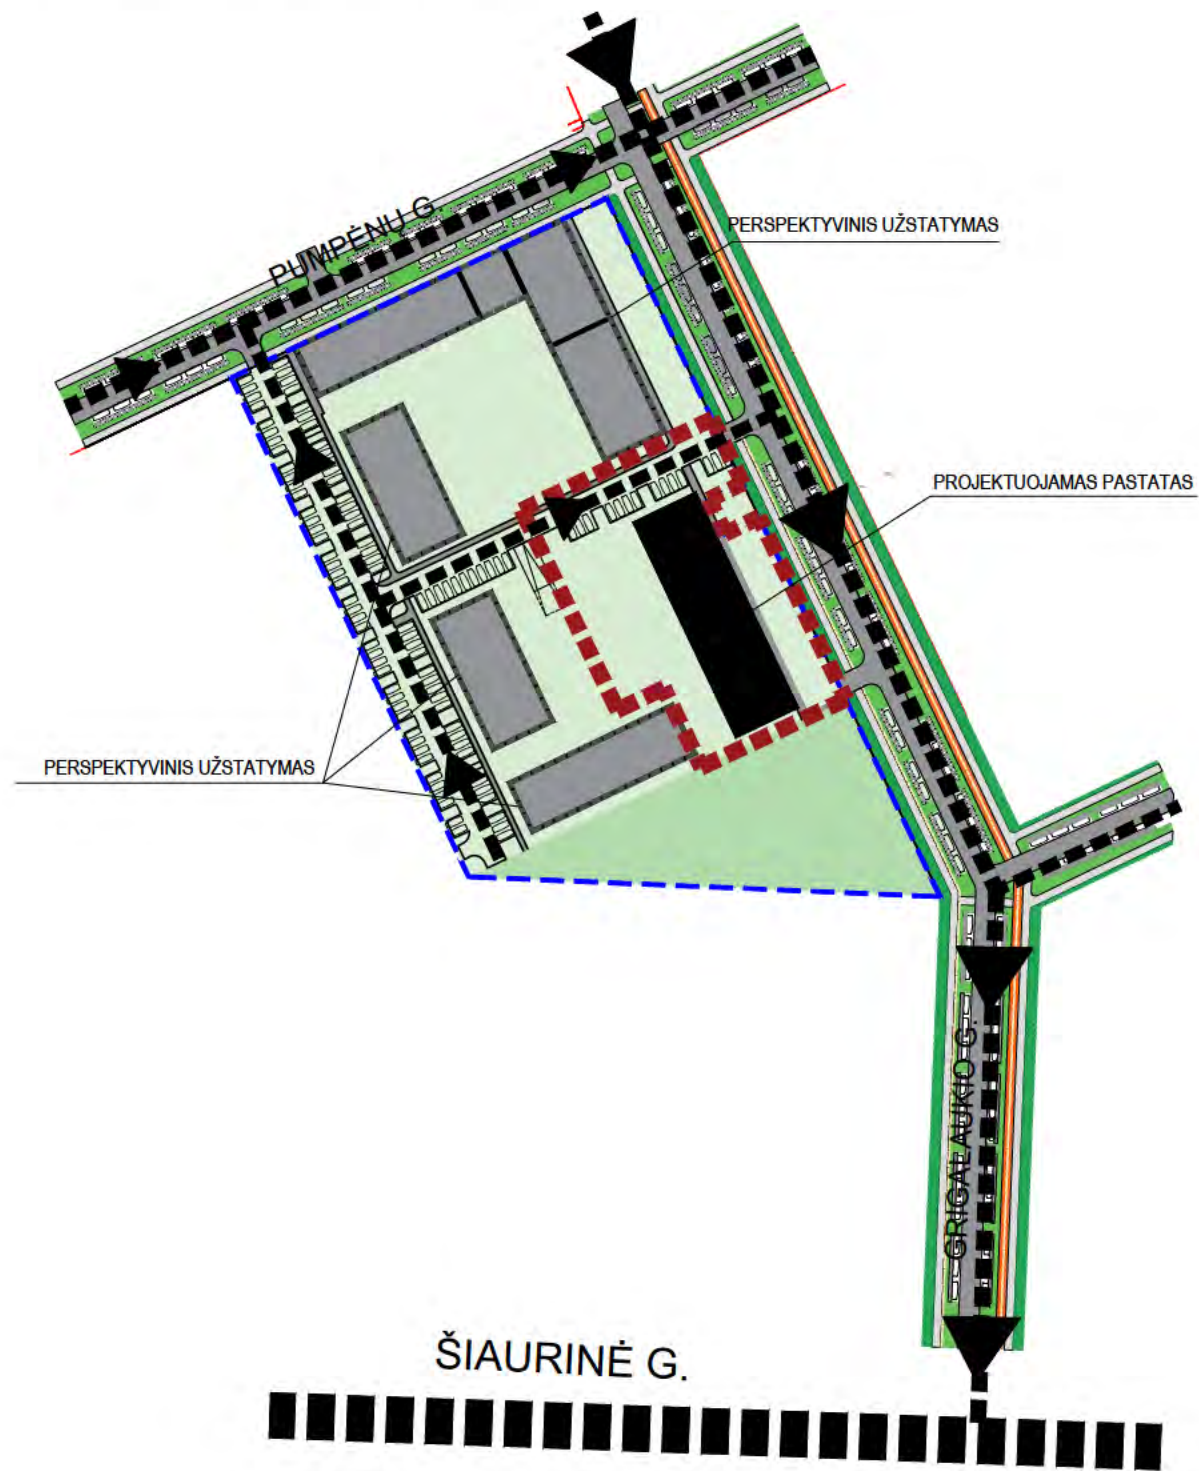 PUMPĖNŲ G.
PERSPEKTYVINIS UŽSTATYMAS
PROJEKTUOJAMAS PASTATAS
PERSPEKTYVINIS UŽSTATYMAS
GRIGALAUKIO G.
ŠIAURINĖ G.